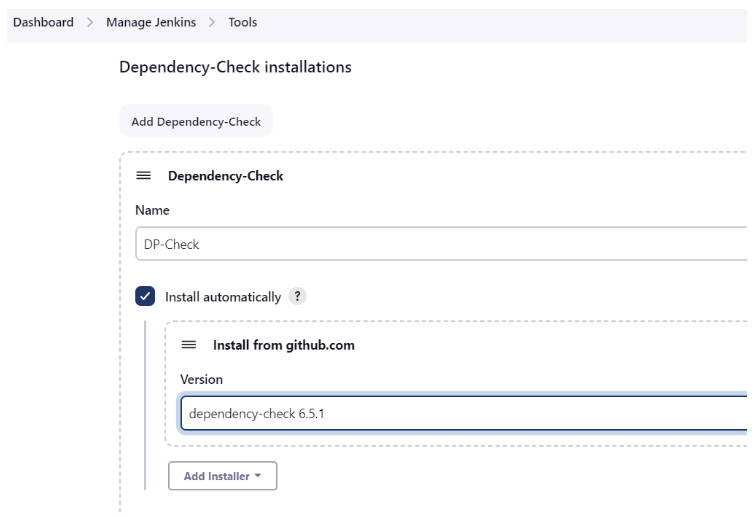 Dashboard > Manage Jenkins > Tools
Dependency-Check installations
Add Dependency-Check
Dependency-Check
Name
DP-Check
Install automatically ?
Install from github.com
Version
dependency-check 6.5.1
Add Installer